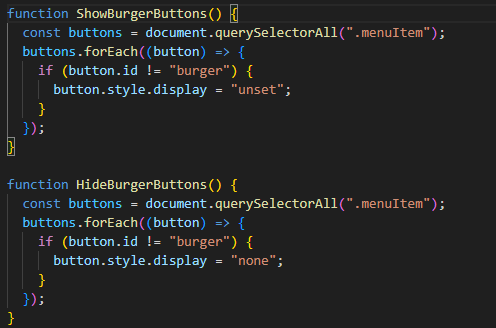 function ShowBurgerButtons() {
  const buttons = document.querySelectorAll(".menuItem");
  buttons.forEach((button) => {
    if (button.id != "burger") {
      button.style.display = "unset";
    }
  });
}

function HideBurgerButtons() {
  const buttons = document.querySelectorAll(".menuItem");
  buttons.forEach((button) => {
    if (button.id != "burger") {
      button.style.display = "none";
    }
  });
}